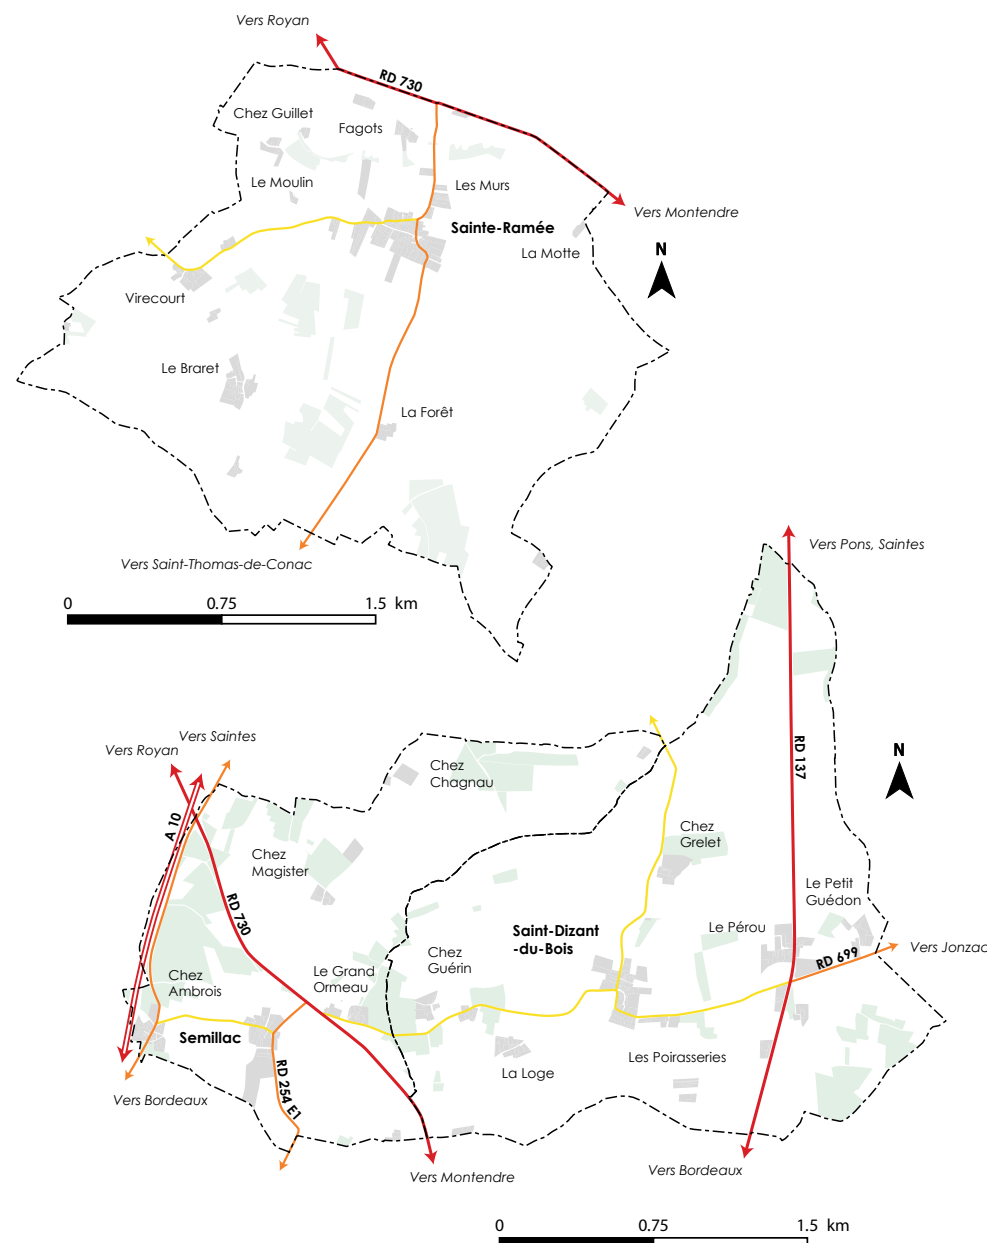 Vers Royan
RD 730
Chez Guillet
Fagots
Le Moulin
Les Murs
Vers Montendre
Sainte-Ramée
La Motte
N
Virecourt
Le Braret
La Forêt
Vers Saint-Thomas-de-Conac
0 0.75 1.5 km
Vers Pons, Saintes
Vers Saintes
Vers Royan
RD 137
N
Chez
Chagnau
A 10
Chez
Grelet
Chez
Magister
Le Petit
Guédon
RD 730
Saint-Dizant
-du-Bois
Le Pérou
Vers Jonzac
RD 699
Chez
Guérin
Le Grand
Ormeau
Chez
Ambrois
Semillac
Les Poirasseries
La Loge
RD 254 E1
Vers Bordeaux
Vers Montendre
Vers Bordeaux
0 0.75 1.5 km